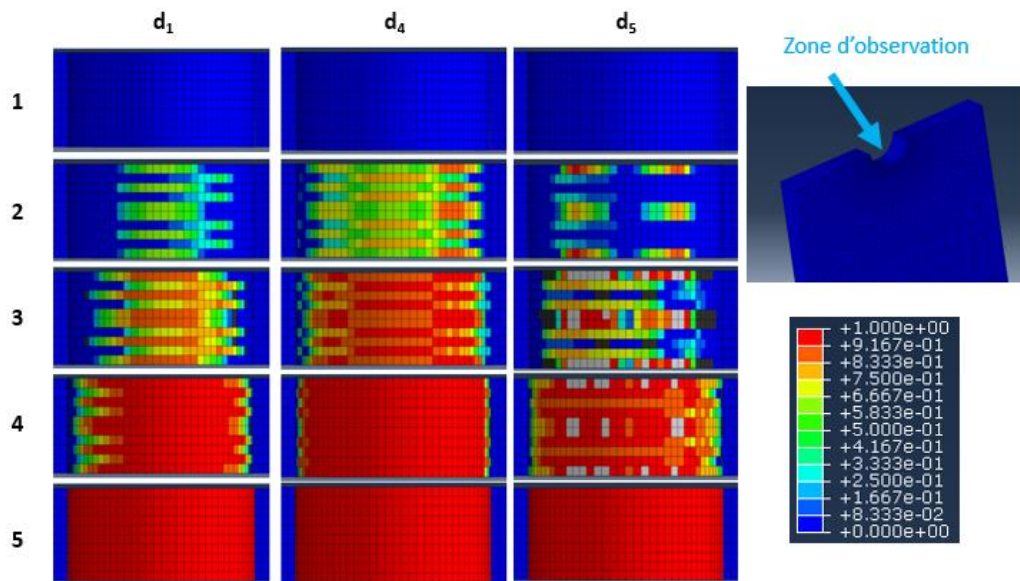 d₁ d₄ d₅
Zone d'observation
1
2
3
4
5
+1.000e+00
+9.167e-01
+8.333e-01
+7.500e-01
+6.667e-01
+5.833e-01
+5.000e-01
+4.167e-01
+3.333e-01
+2.500e-01
+1.667e-01
+8.333e-02
+0.000e+00